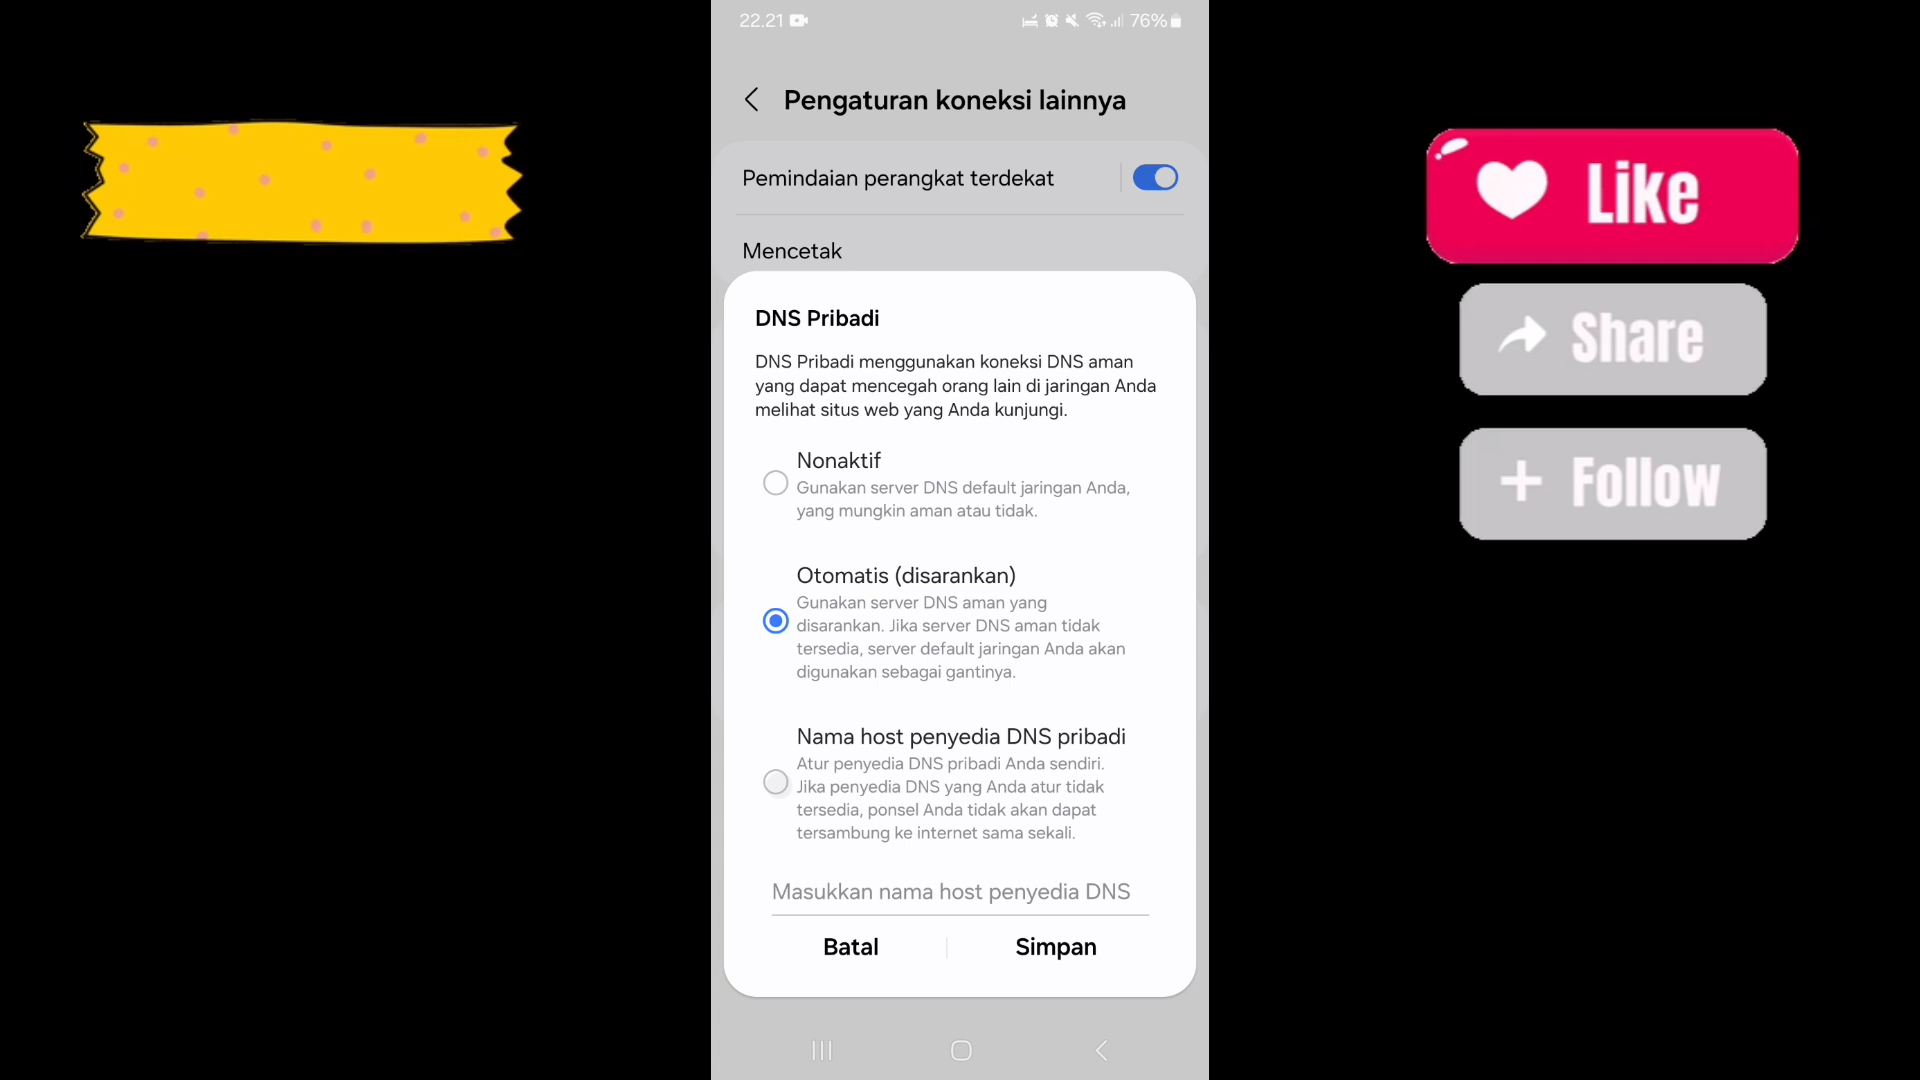 22.21
76%
Pengaturan koneksi lainnya
Pemindaian perangkat terdekat
Mencetak
DNS Pribadi
DNS Pribadi menggunakan koneksi DNS aman
yang dapat mencegah orang lain di jaringan Anda
melihat situs web yang Anda kunjungi.
Nonaktif
Gunakan server DNS default jaringan Anda,
yang mungkin aman atau tidak.
Otomatis (disarankan)
Gunakan server DNS aman yang
disarankan. Jika server DNS aman tidak
tersedia, server default jaringan Anda akan
digunakan sebagai gantinya.
Nama host penyedia DNS pribadi
Atur penyedia DNS pribadi Anda sendiri.
Jika penyedia DNS yang Anda atur tidak
tersedia, ponsel Anda tidak akan dapat
tersambung ke internet sama sekali.
Masukkan nama host penyedia DNS
Batal
Simpan
Like
Share
Follow